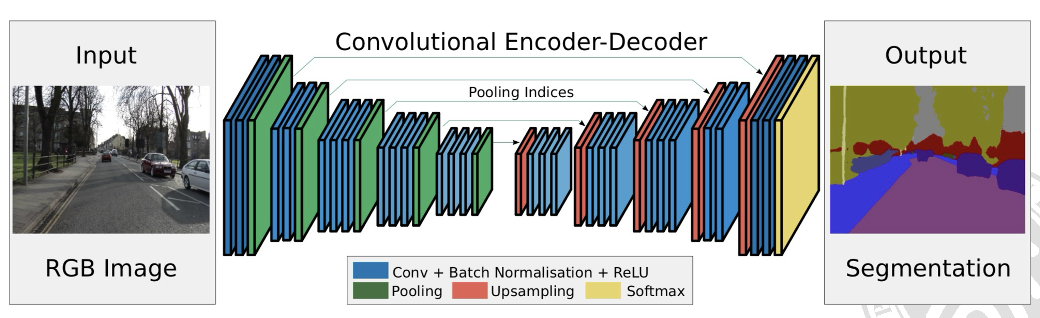 Input
RGB Image
Convolutional Encoder-Decoder
Pooling Indices
Conv + Batch Normalisation + ReLU
Pooling Upsampling Softmax
Output
Segmentation